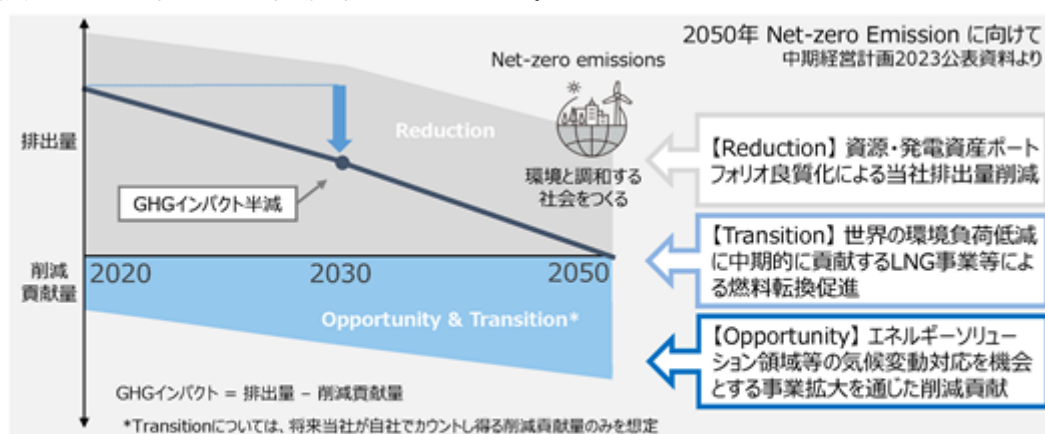 2050年 Net-zero Emission に向けて
中期経営計画2023公表資料より
Net-zero emissions
排出量
Reduction
環境と調和する
社会をつくる
GHGインパクト半減
【Reduction】資源・発電資産ポート
フォリオ良質化による当社排出量削減
【Transition】世界の環境負荷低減
に中期的に貢献するLNG事業等によ
る燃料転換促進
削減
貢献量
2020
2030
2050
Opportunity & Transition*
【Opportunity】エネルギーソリュー
ション領域等の気候変動対応を機会
とする事業拡大を通じた削減貢献
GHGインパクト = 排出量 – 削減貢献量
*Transitionについては、将来当社が自社でカウントし得る削減貢献量のみを想定